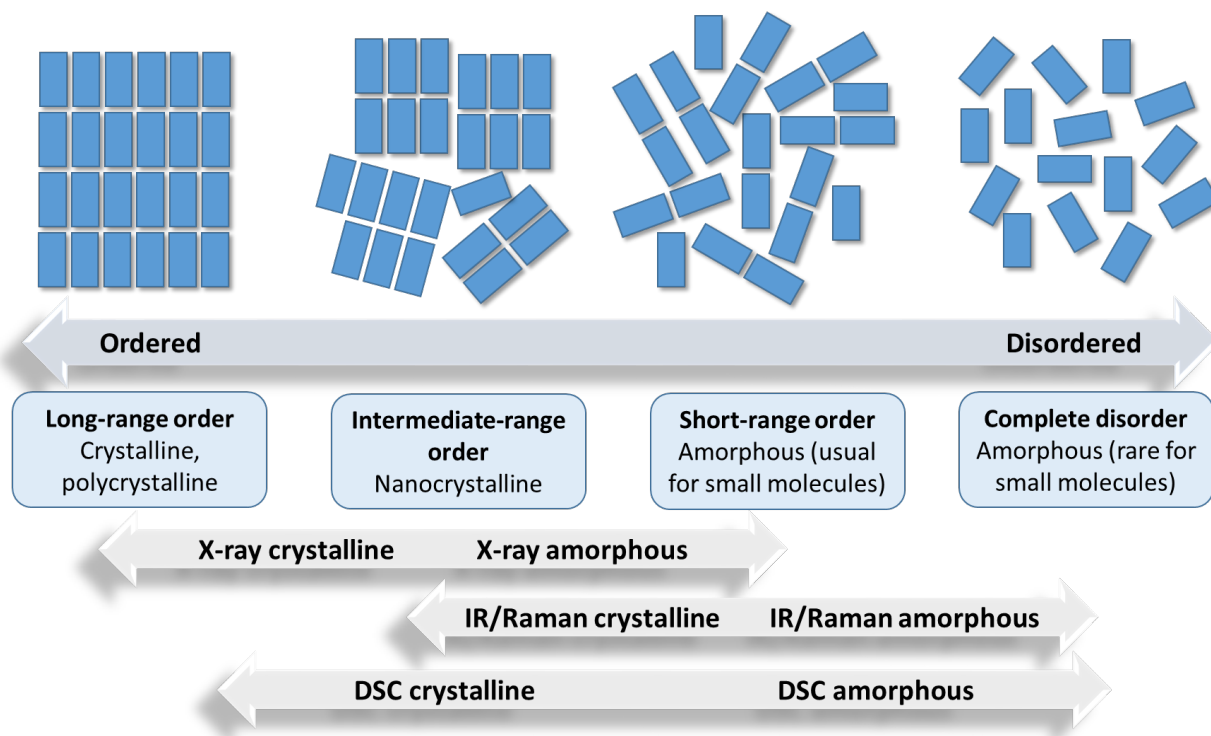 Ordered
Disordered
Long-range order
Crystalline,
polycrystalline
Intermediate-range
order
Nanocrystalline
Short-range order
Amorphous (usual
for small molecules)
Complete disorder
Amorphous (rare for
small molecules)
X-ray crystalline
X-ray amorphous
IR/Raman crystalline
IR/Raman amorphous
DSC crystalline
DSC amorphous